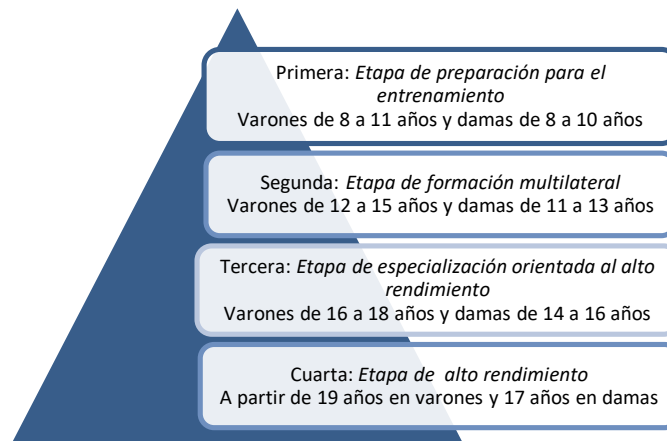 Primera: Etapa de preparación para el
entrenamiento
Varones de 8 a 11 años y damas de 8 a 10 años
Segunda: Etapa de formación multilateral
Varones de 12 a 15 años y damas de 11 a 13 años
Tercera: Etapa de especialización orientada al alto
rendimiento
Varones de 16 a 18 años y damas de 14 a 16 años
Cuarta: Etapa de alto rendimiento
A partir de 19 años en varones y 17 años en damas